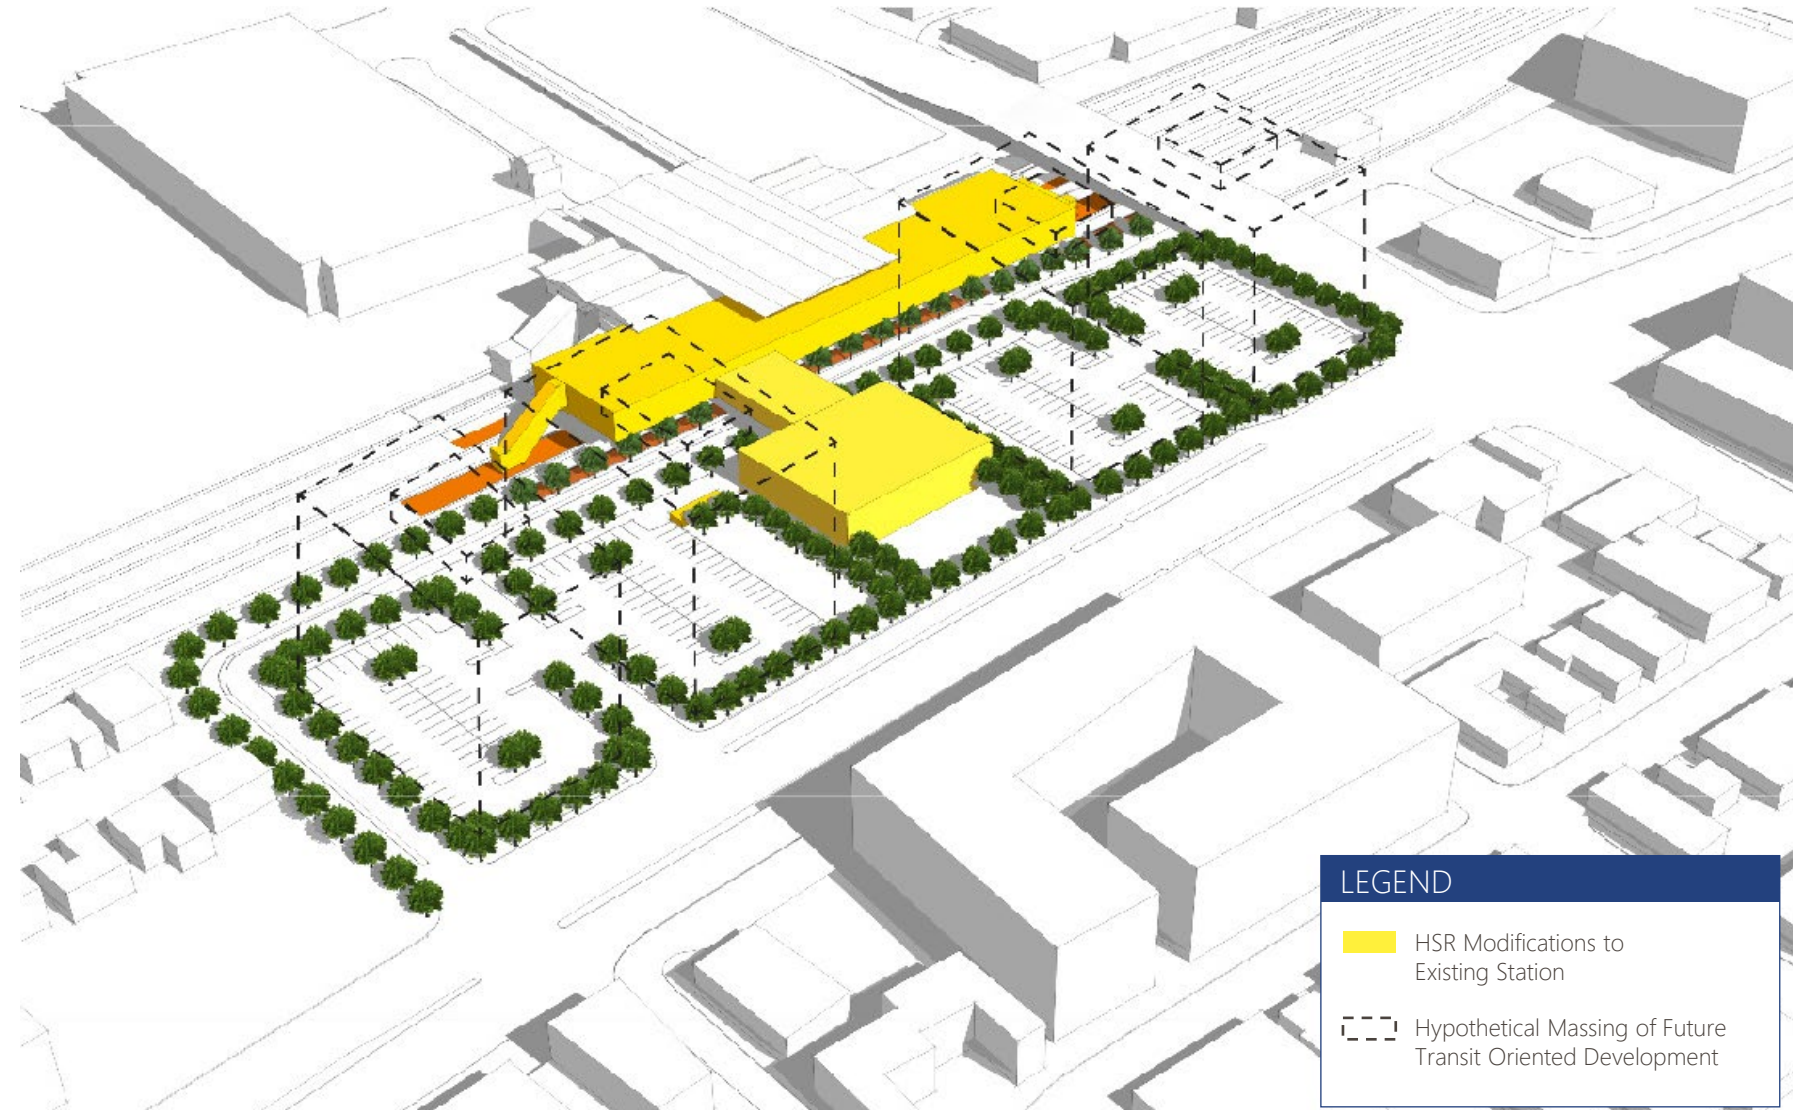 LEGEND
HSR Modifications to
Existing Station
Hypothetical Massing of Future
Transit Oriented Development